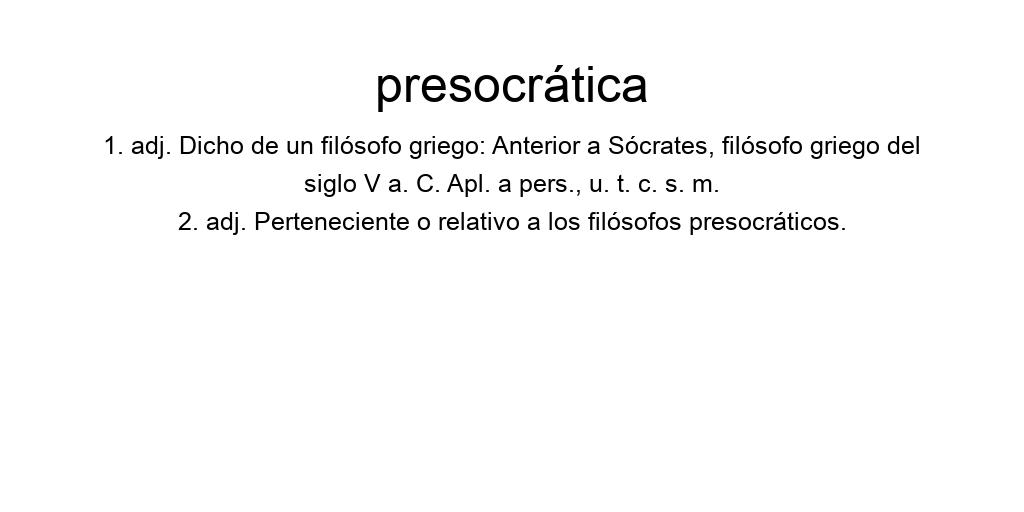 presocrática
1. adj. Dicho de un filósofo griego: Anterior a Sócrates, filósofo griego del
siglo V a. C. Apl. a pers., u. t. c. s. m.
2. adj. Perteneciente o relativo a los filósofos presocráticos.